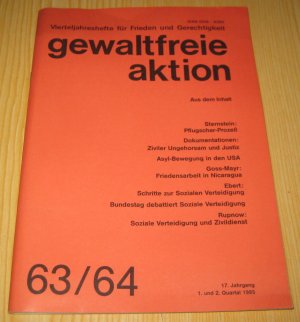 Vierteljahreshefte für Frieden und Gerechtigkeit
gewaltfreie
aktion
Aus dem Inhalt
Sternstein:
Pflugschar-Prozeß
Dokumentationen:
Ziviler Ungehorsam und Justiz
Asyl-Bewegung in den USA
Goss-Mayr:
Friedensarbeit in Nicaragua
Ebert:
Schritte zur Sozialen Verteidigung
Bundestag debattiert Soziale Verteidigung
Rupnow:
Soziale Verteidigung und Zivildienst
63/64
17. Jahrgang
1. und 2. Quartal 1985